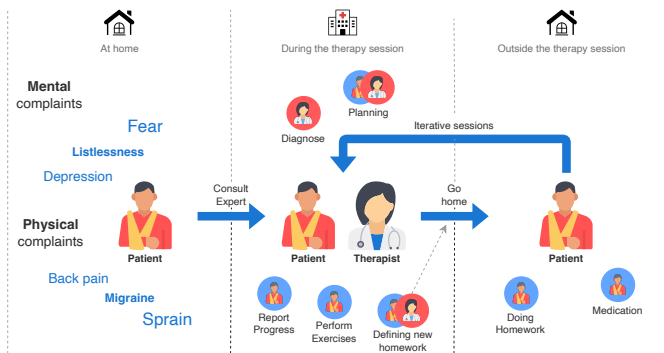 At home
During the therapy session
Outside the therapy session
Mental
complaints
Fear
Listlessness
Depression
Physical
complaints
Back pain
Migraine
Sprain
Patient
Consult
Expert
Diagnose
Planning
Iterative sessions
Patient
Therapist
Go
home
Report
Progress
Perform
Exercises
Defining new
homework
Patient
Doing
Homework
Medication